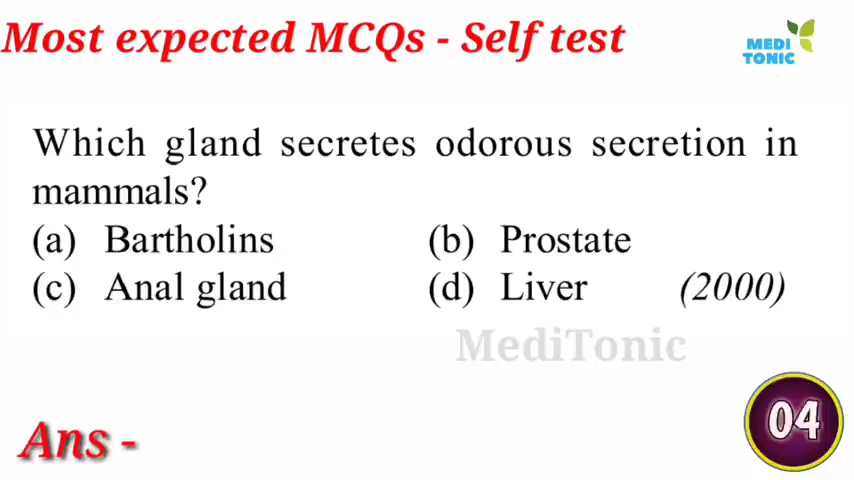 Most expected MCQs - Self test
MEDI
TONIC
Which gland secretes odorous secretion in
mammals?
(a) Bartholins (b) Prostate
(c) Anal gland (d) Liver (2000)
MediTonic
04
Ans -